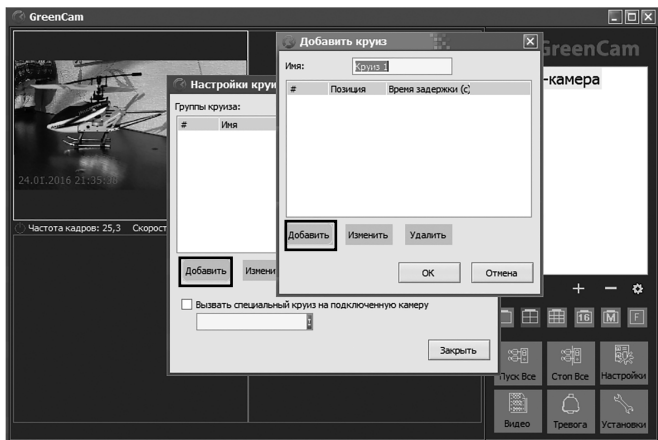 GreenCam
GreenCam
-камера
24.01.2016 21:35:38
Частота кадров: 25,3 Скорост
Настройки круи
Группы круиза:
# Имя
Добавить Измени
Вызвать специальный круиз на подключенную камеру
Закрыть
Добавить круиз
Имя: Круиз 1
# Позиция Время задержки (с)
Добавить Изменить Удалить
OK Отмена
16 M F
Пуск Все Стоп Все Настройки
Видео Тревога Установки